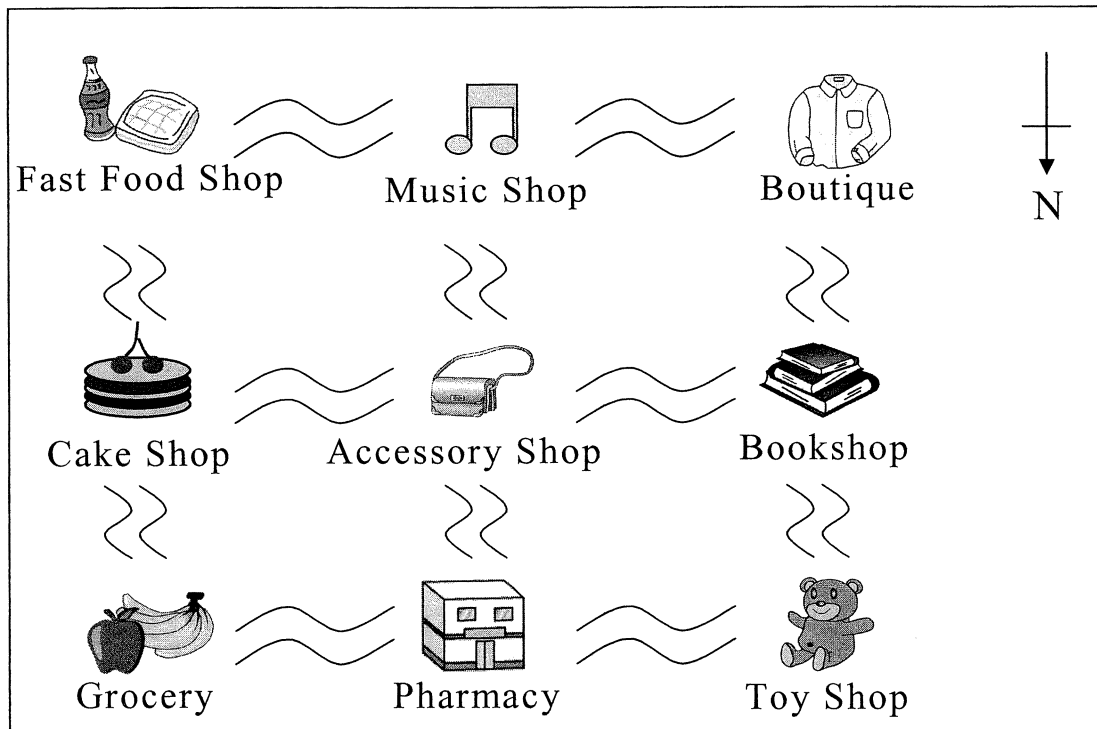 Fast Food Shop
Music Shop
Boutique
N
Cake Shop
Accessory Shop
Bookshop
Grocery
Pharmacy
Toy Shop